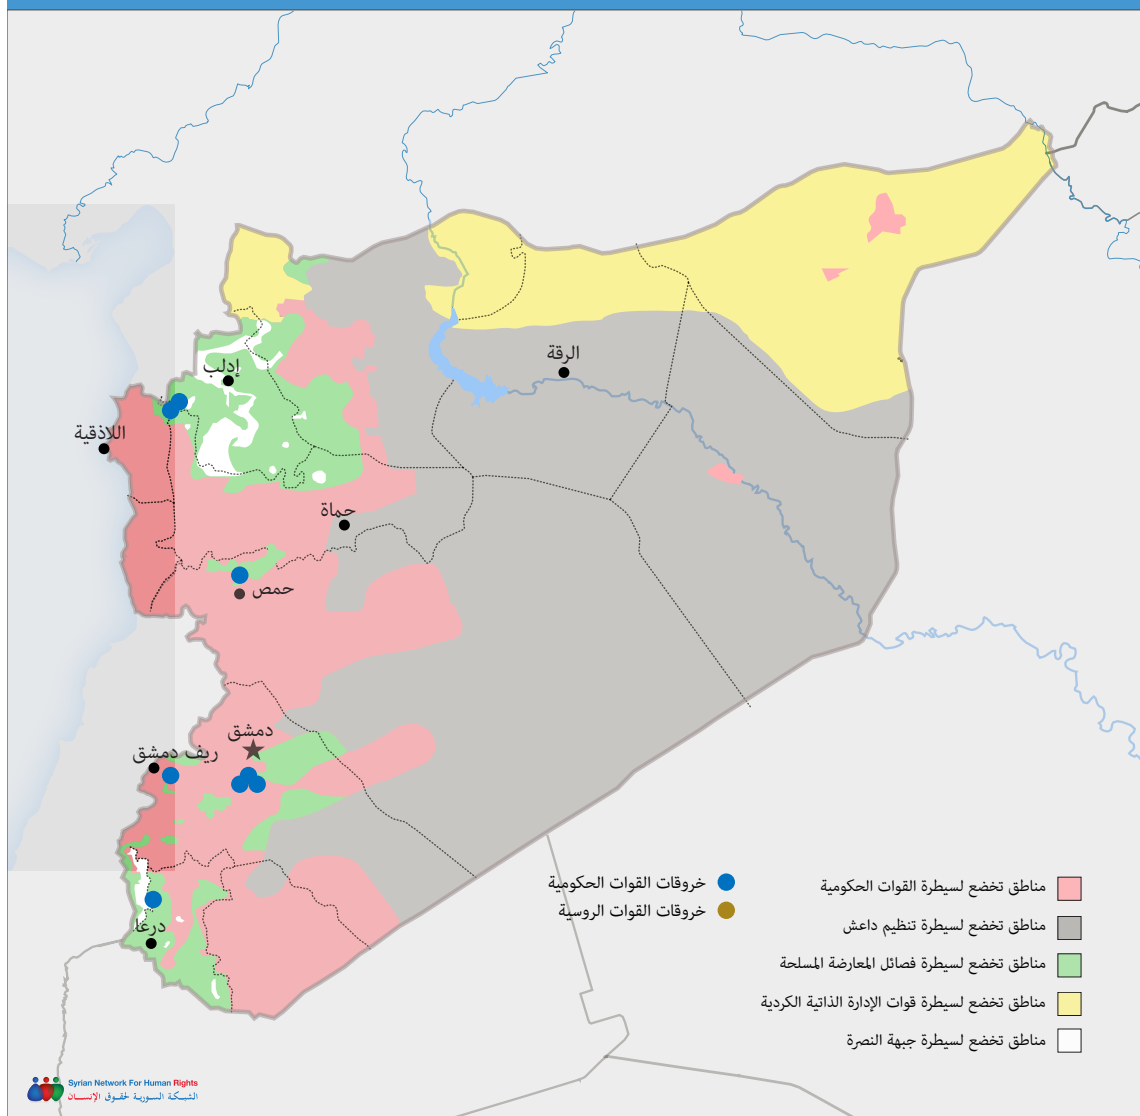 الرقة
إدلب
اللاذقية
حماة
حمص
دمشق
ريف دمشق
درعا
خروقات القوات الحكومية
خروقات القوات الروسية
مناطق تخضع لسيطرة القوات الحكومية
مناطق تخضع لسيطرة تنظيم داعش
مناطق تخضع لسيطرة فصائل المعارضة المسلحة
مناطق تخضع لسيطرة قوات الإدارة الذاتية الكردية
مناطق تخضع لسيطرة جبهة النصرة
Syrian Network For Human Rights
الشبكة السورية لحقوق الإنسان